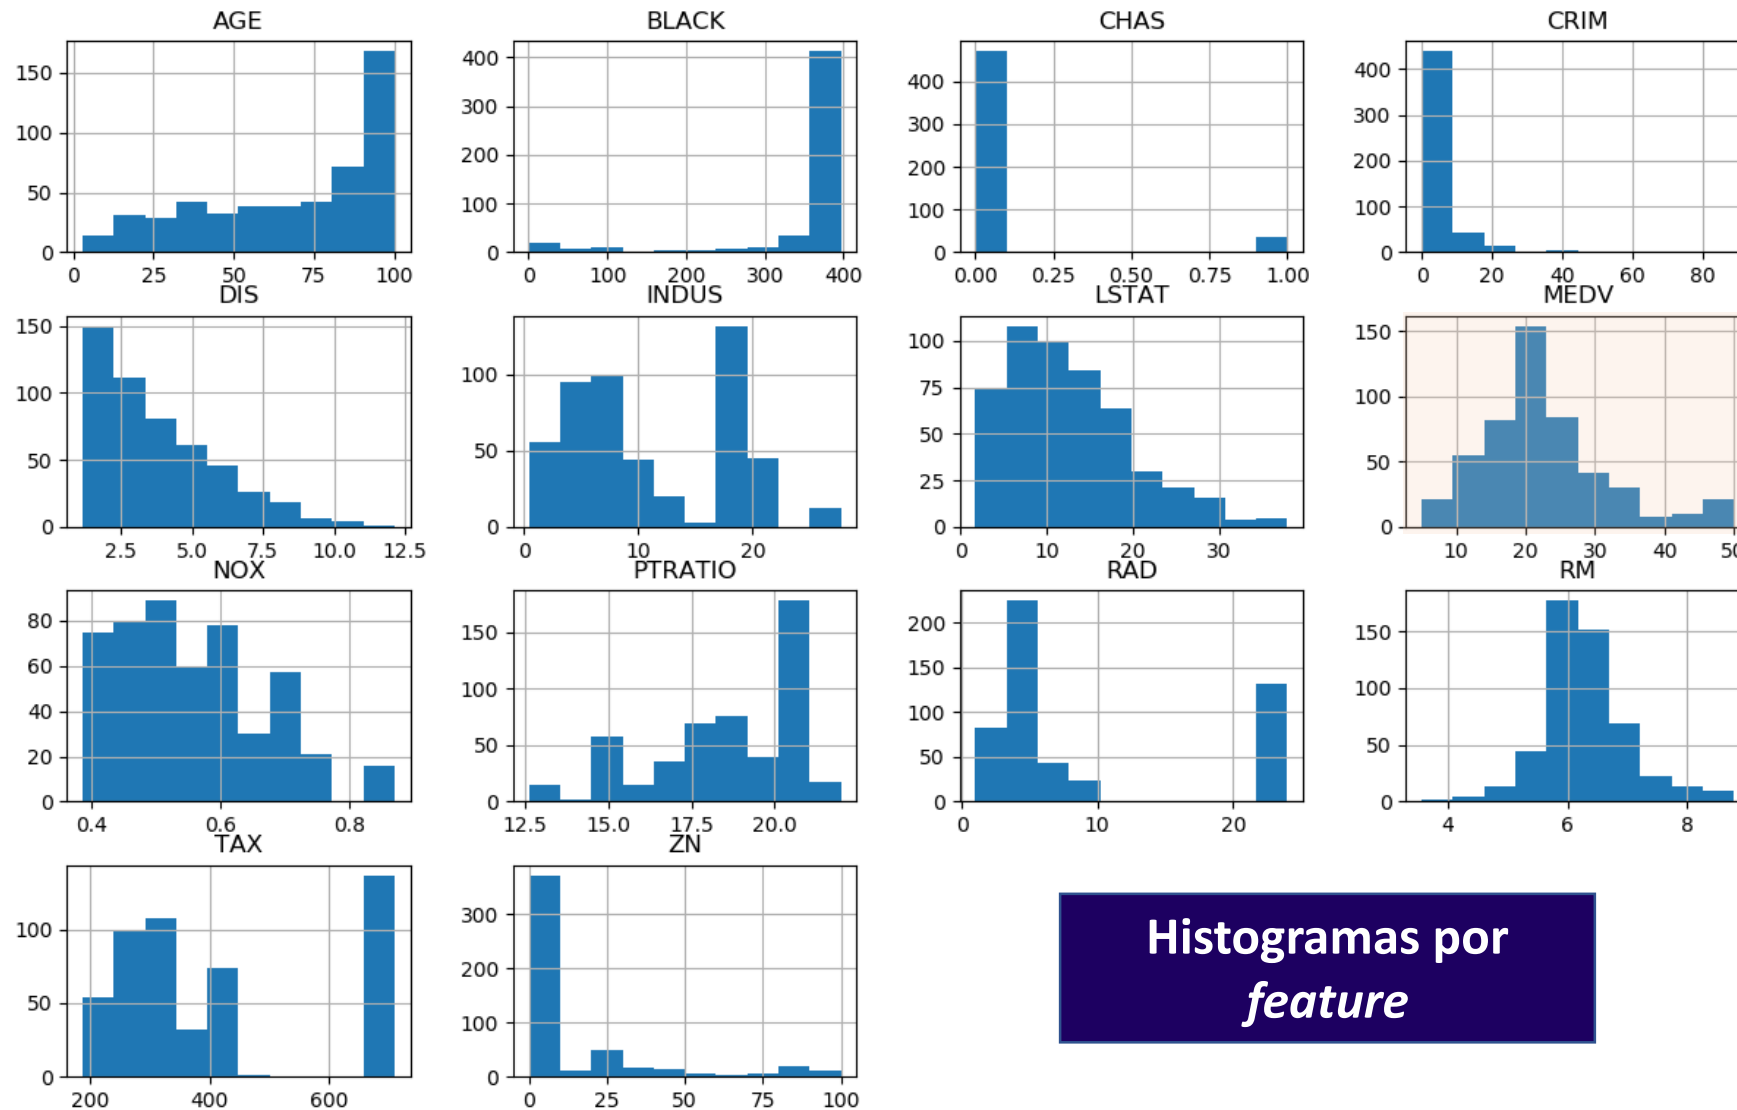 AGE BLACK CHAS CRIM
150 400 400 400
100 300 300 300
50 200 200 200
0 100 100 100
0 0 0
0 25 50 75 100 0 100 200 300 400 0.00 0.25 0.50 0.75 1.00 0 20 40 60 80
DIS INDUS LSTAT MEDV
150 100 100 150
100 50 75 100
50 0 50 50
0 25 0
0
2.5 5.0 7.5 10.0 12.5 0 10 20 0 10 20 30 10 20 30 40 50
NOX PTRATIO RAD RM
80 150 200 150
60 100 150 100
40 50 100 50
20 0 50 0
0 0
0.4 0.6 0.8 12.5 15.0 17.5 20.0 0 10 20 4 6 8
TAX ZN
100 300
50 200
0 100
0
200 400 600 0 25 50 75 100
Histogramas por
feature